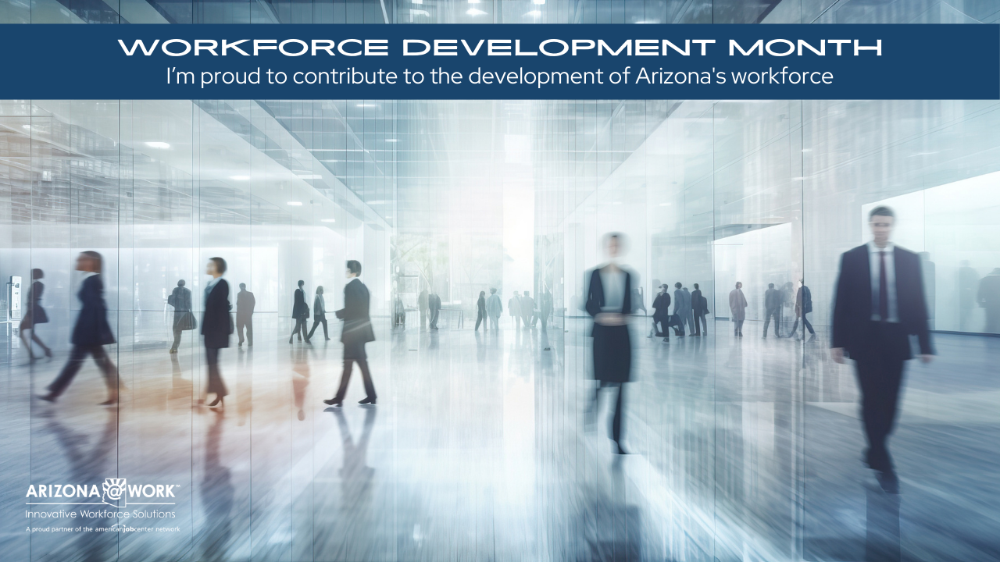 WORKFORCE DEVELOPMENT MONTH
I’m proud to contribute to the development of Arizona's workforce
ARIZONA@WORK™
Innovative Workforce Solutions
A proud partner of the americanjobcenter network